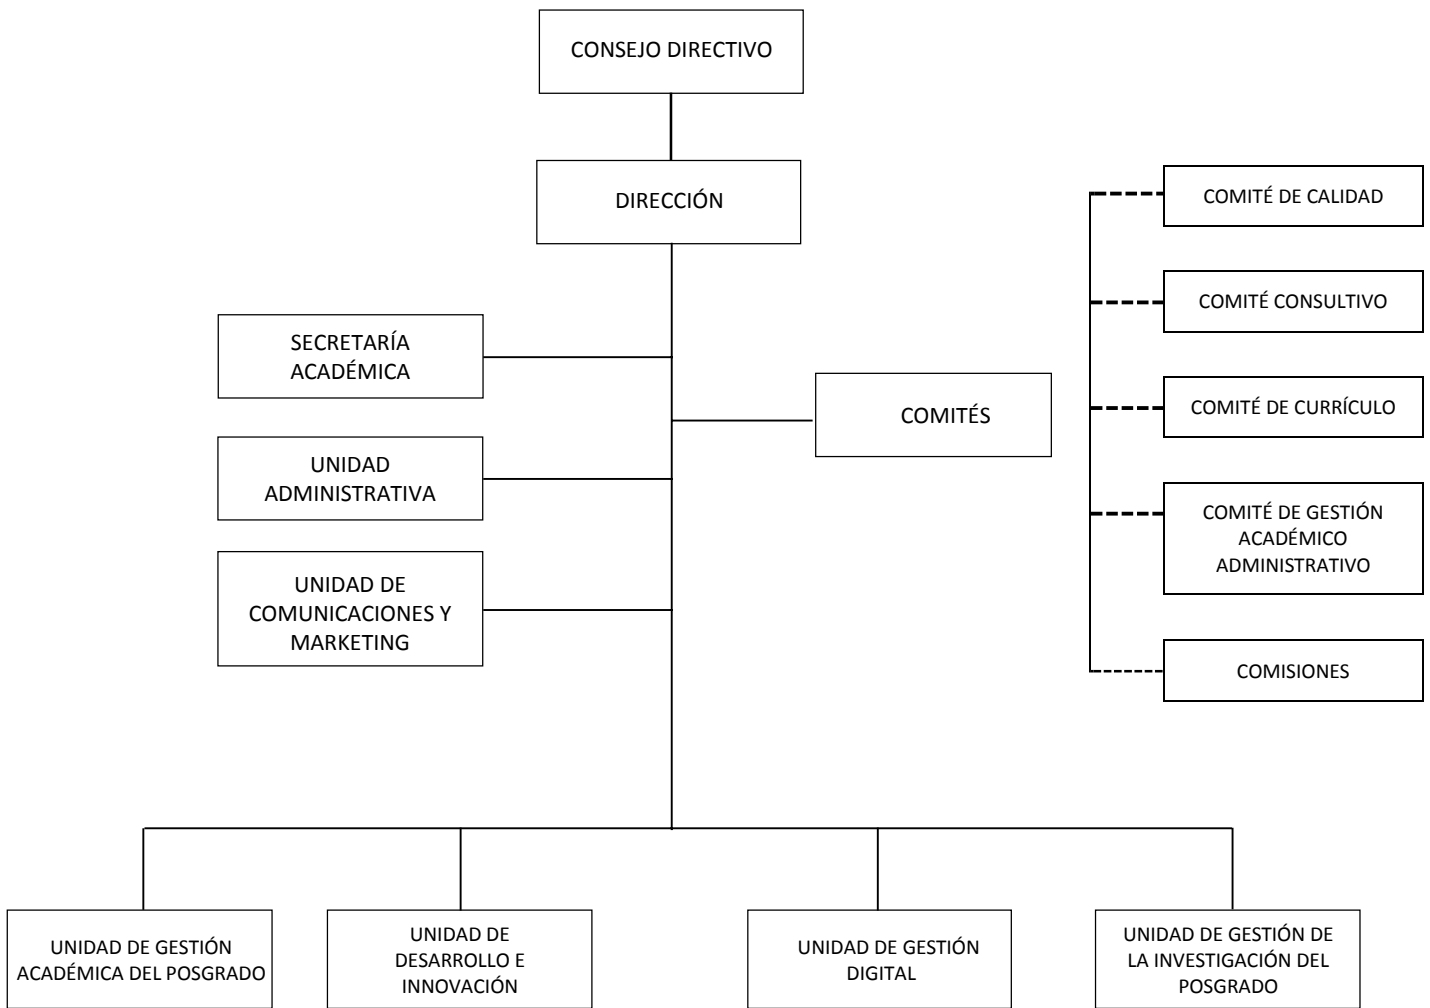 CONSEJO DIRECTIVO
DIRECCIÓN
SECRETARÍA
ACADÉMICA
UNIDAD
ADMINISTRATIVA
UNIDAD DE
COMUNICACIONES Y
MARKETING
COMITÉS
COMITÉ DE CALIDAD
COMITÉ CONSULTIVO
COMITÉ DE CURRÍCULO
COMITÉ DE GESTIÓN
ACADÉMICO
ADMINISTRATIVO
COMISIONES
UNIDAD DE GESTIÓN
ACADÉMICA DEL POSGRADO
UNIDAD DE
DESARROLLO E
INNOVACIÓN
UNIDAD DE GESTIÓN
DIGITAL
UNIDAD DE GESTIÓN DE
LA INVESTIGACIÓN DEL
POSGRADO